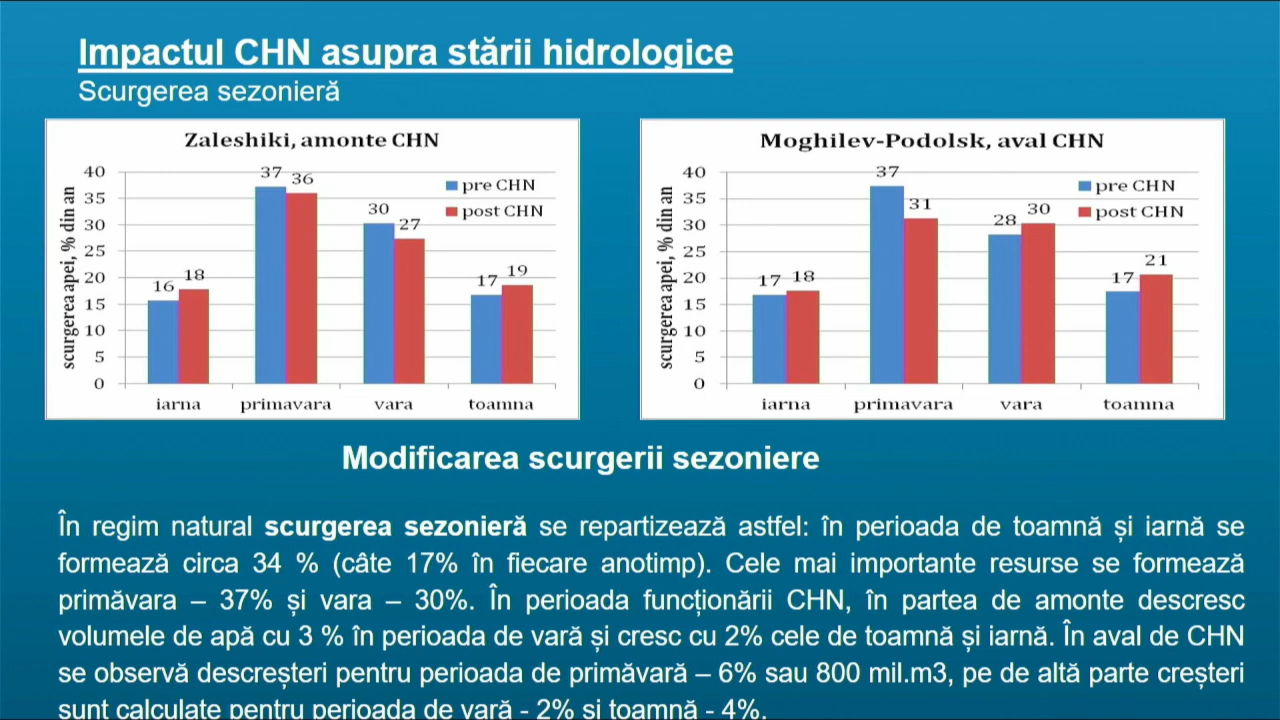 Impactul CHN asupra stării hidrologice
Scurgerea sezonieră
Zaleshiki, amonte CHN
scurgerea apei, % din an
40
35
30
25
20
15
10
5
0
pre CHN
post CHN
16
18
37
36
30
27
17
19
iarna
primavara
vara
toamna
Moghilev-Podolsk, aval CHN
scurgerea apei, % din an
40
35
30
25
20
15
10
5
0
pre CHN
post CHN
17
18
37
31
28
30
17
21
iarna
primavara
vara
toamna
Modificarea scurgerii sezoniere
În regim natural scurgerea sezonieră se repartizează astfel: în perioada de toamnă și iarnă se
formează circa 34 % (câte 17% în fiecare anotimp). Cele mai importante resurse se formează
primăvara – 37% și vara – 30%. În perioada funcționării CHN, în partea de amonte descresc
volumele de apă cu 3 % în perioada de vară și cresc cu 2% cele de toamnă și iarnă. În aval de CHN
se observă descreșteri pentru perioada de primăvară – 6% sau 800 mil.m3, pe de altă parte creșteri
sunt calculate pentru perioada de vară - 2% și toamnă - 4%.